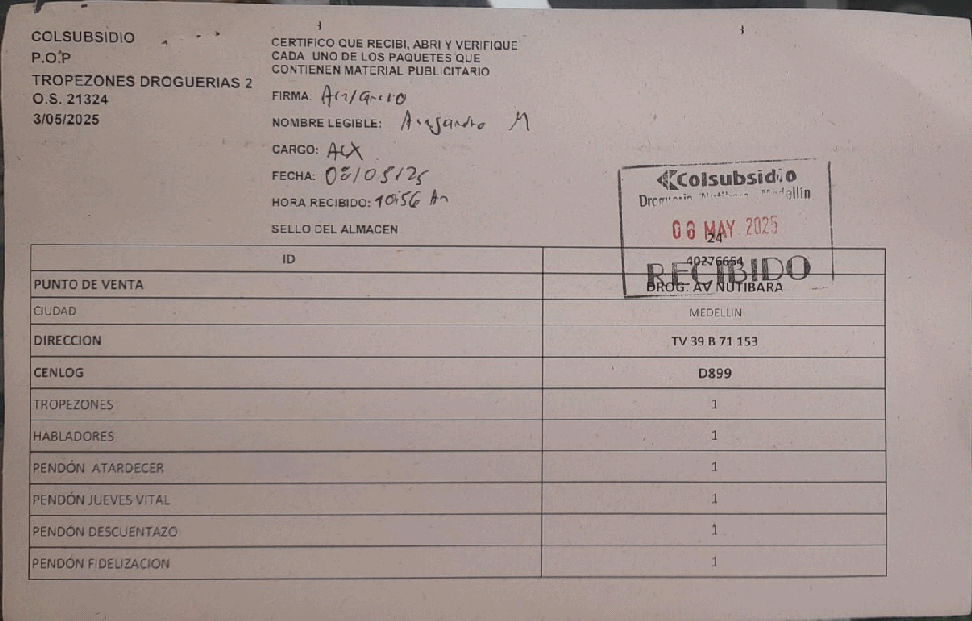 COLSUBSIDIO
P.O.P
TROPEZONES DROGUERIAS 2
O.S. 21324
3/05/2025
CERTIFICO QUE RECIBI, ABRI Y VERIFIQUE
CADA UNO DE LOS PAQUETES QUE
CONTIENEN MATERIAL PUBLICITARIO
FIRMA:
NOMBRE LEGIBLE: M
CARGO:
FECHA: 08/05/25
HORA RECIBIDO: 10:56 Am
SELLO DEL ALMACEN
Colsubsidio
Medellín
MAY 2025
RECIBIDO
24
ID 40276664
PUNTO DE VENTA DROG. AV NUTIBARA
CIUDAD MEDELLIN
DIRECCION TV 39 B 71 153
CENLOG D899
TROPEZONES 1
HABLADORES 1
PENDÓN ATARDECER 1
PENDÓN JUEVES VITAL 1
PENDÓN DESCUENTAZO 1
PENDÓN FIDELIZACION 1